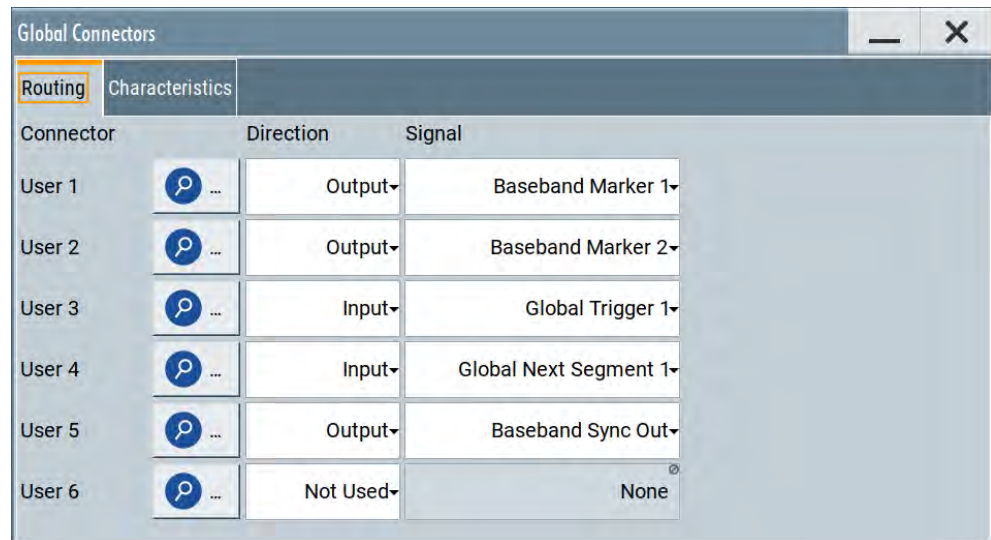 Global Connectors
Routing Characteristics
Connector Direction Signal
User 1 ... Output Baseband Marker 1
User 2 ... Output Baseband Marker 2
User 3 ... Input Global Trigger 1
User 4 ... Input Global Next Segment 1
User 5 ... Output Baseband Sync Out
User 6 ... Not Used None